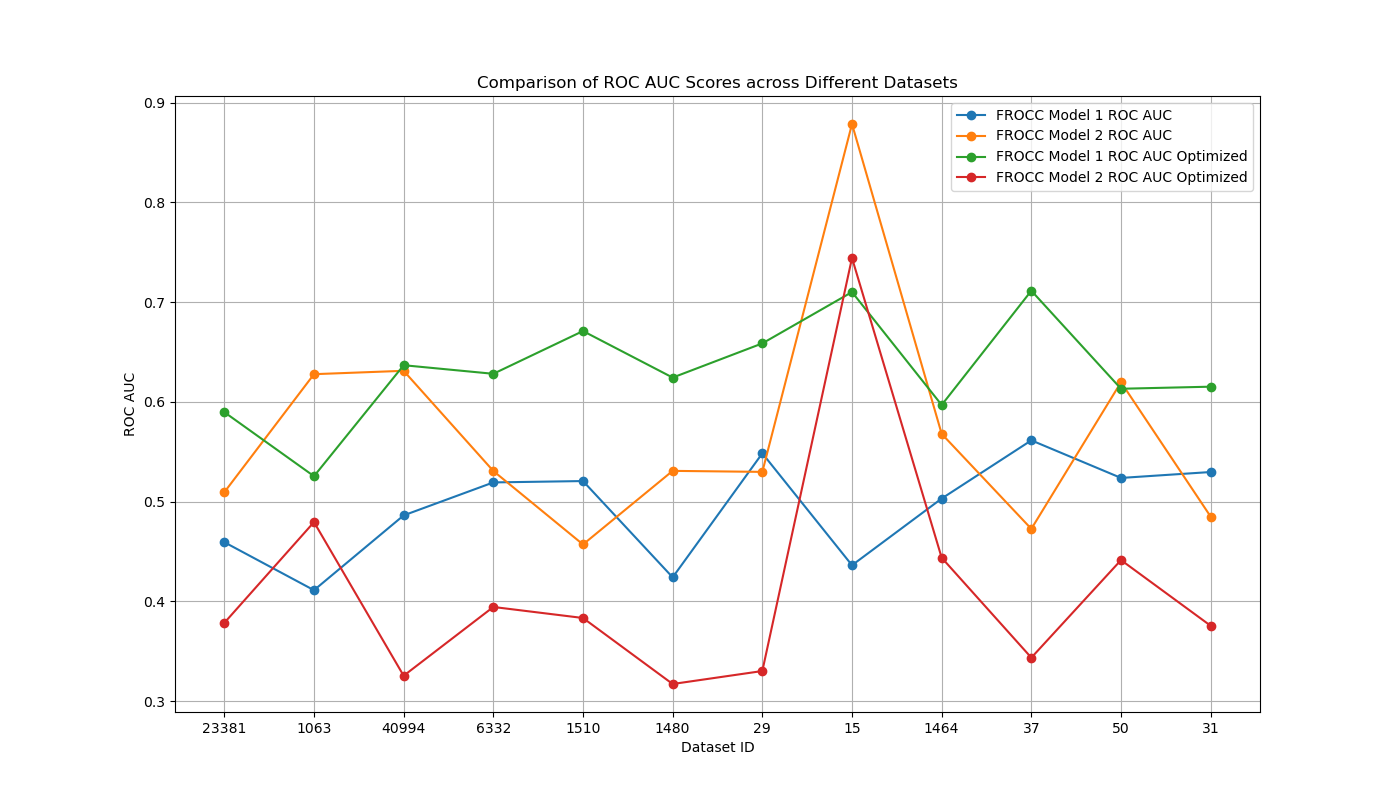 Comparison of ROC AUC Scores across Different Datasets
FROCC Model 1 ROC AUC
FROCC Model 2 ROC AUC
FROCC Model 1 ROC AUC Optimized
FROCC Model 2 ROC AUC Optimized
ROC AUC
0.9
0.8
0.7
0.6
0.5
0.4
0.3
23381 1063 40994 6332 1510 1480 29 15 1464 37 50 31
Dataset ID